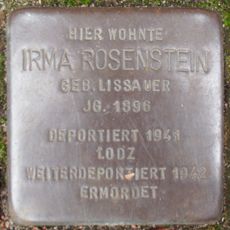 HIER WOHNTE
IRMA ROSENSTEIN
GEB. LISSAUER
JG. 1896
DEPORTIERT 1941
LODZ
WEITERDEPORTIERT 1942
ERMORDET